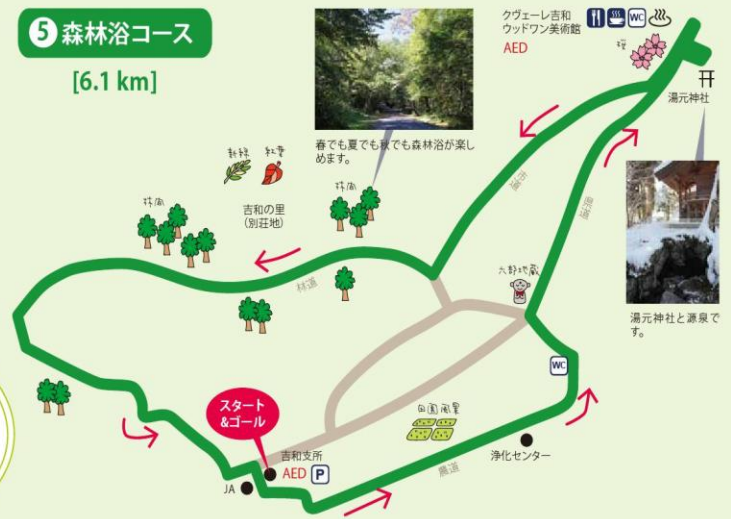 5 森林浴コース
[6.1 km]
クヴェーレ吉和
ウッドワン美術館
WC
AED
桜
湯元神社
春でも夏でも秋でも森林浴が楽し
めます。
新緑
紅葉
吉和の里
(別荘地)
林間
林間
林道
市道
県道
六部地蔵
湯元神社と源泉で
す。
WC
スタート
&ゴール
田園風景
吉和支所
AED P
JA
浄化センター
農道